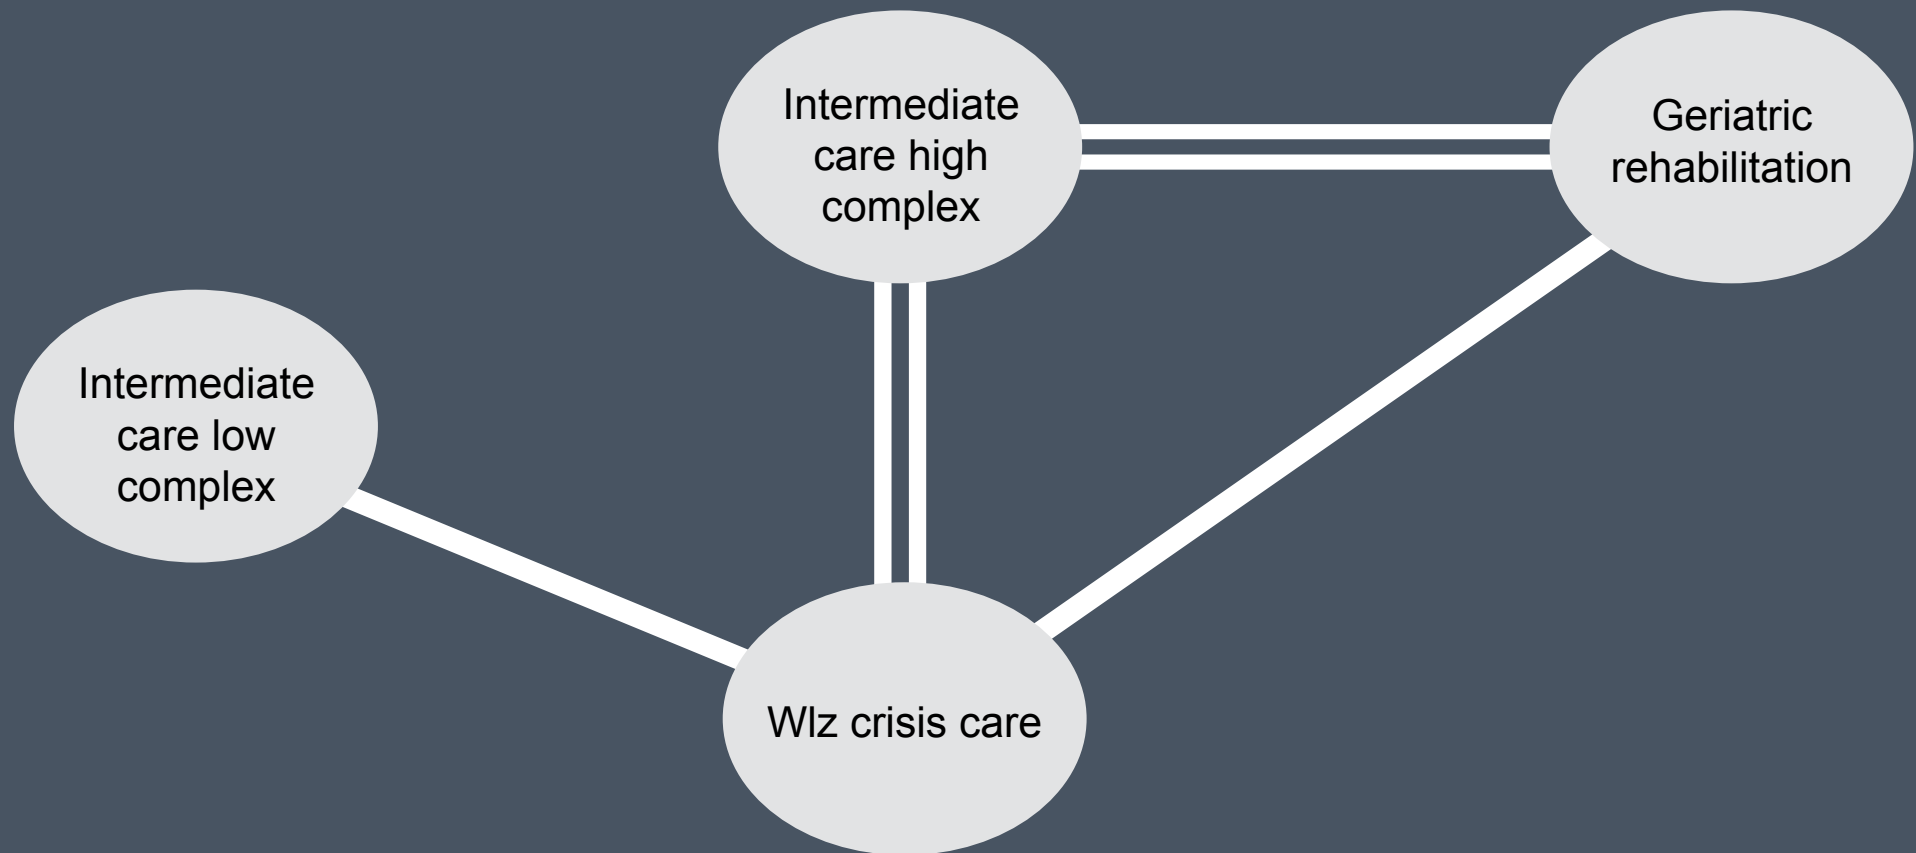 Intermediate
care high
complex
Geriatric
rehabilitation
Intermediate
care low
complex
Wlz crisis care